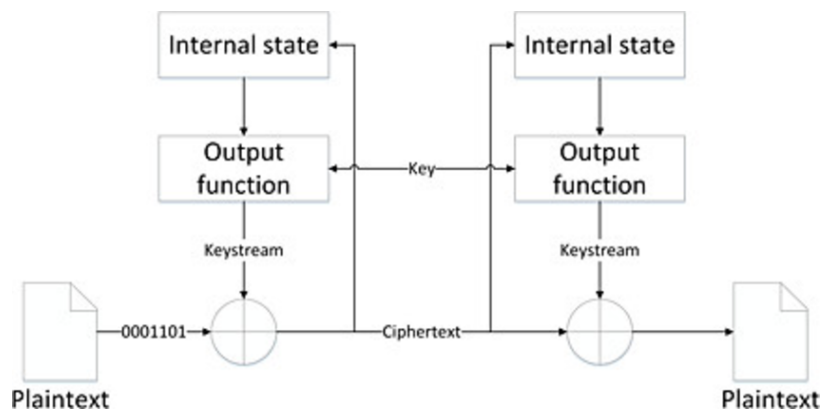 Internal state
Internal state
Output
function
Key
Output
function
Keystream
Keystream
0001101
Ciphertext
Plaintext
Plaintext